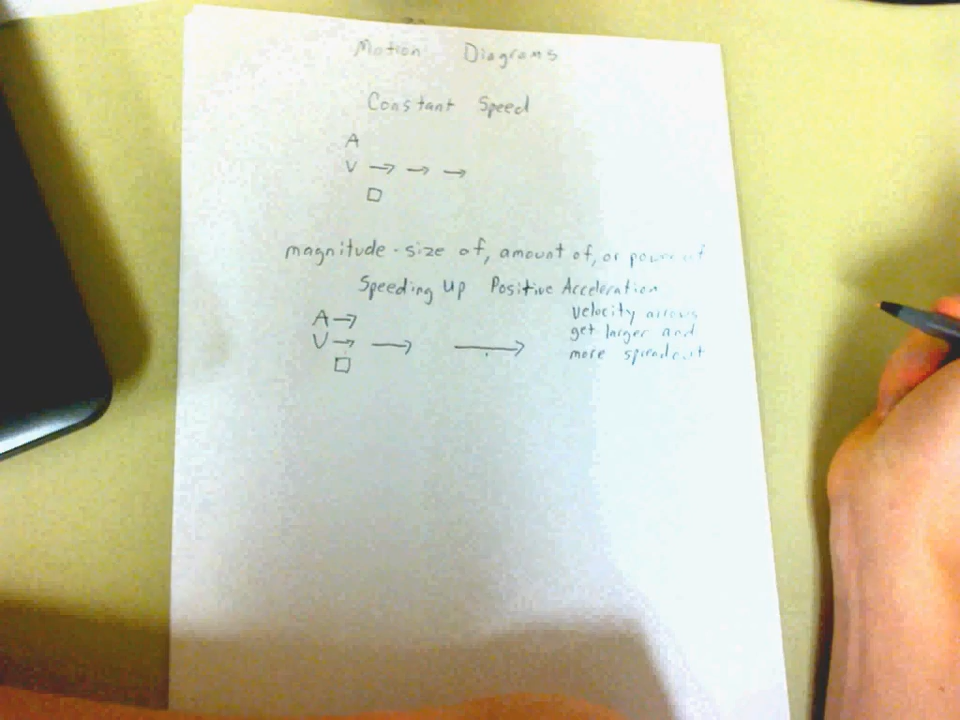 Motion Diagrams
Constant Speed
A
V
magnitude - size of, amount of, or power of
Speeding Up Positive Acceleration
A
V
velocity arrows
get larger and
more spread out